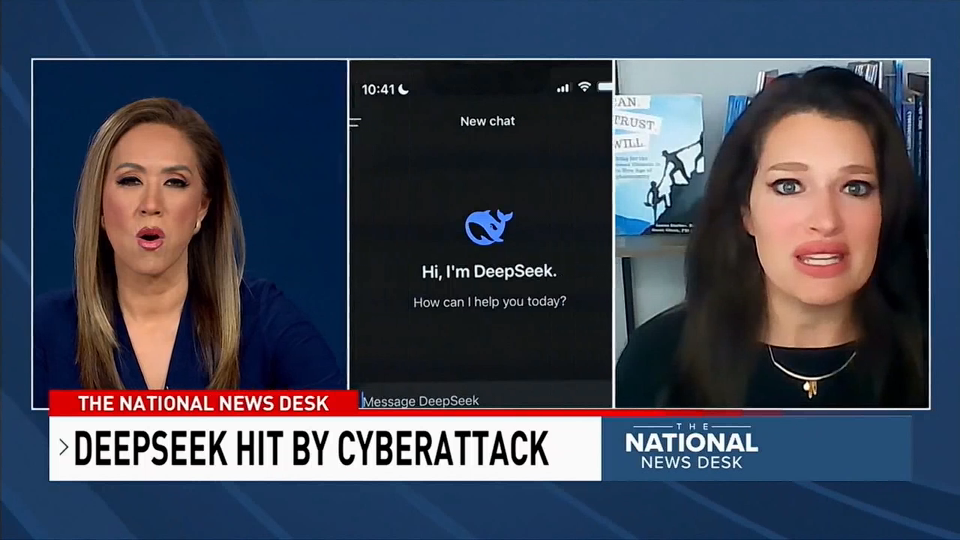 10:41
New chat
Hi, I'm DeepSeek.
How can I help you today?
Message DeepSeek
AN.
TRUST.
WILL.
THE NATIONAL NEWS DESK
DEEPSEEK HIT BY CYBERATTACK
THE
NATIONAL
NEWS DESK